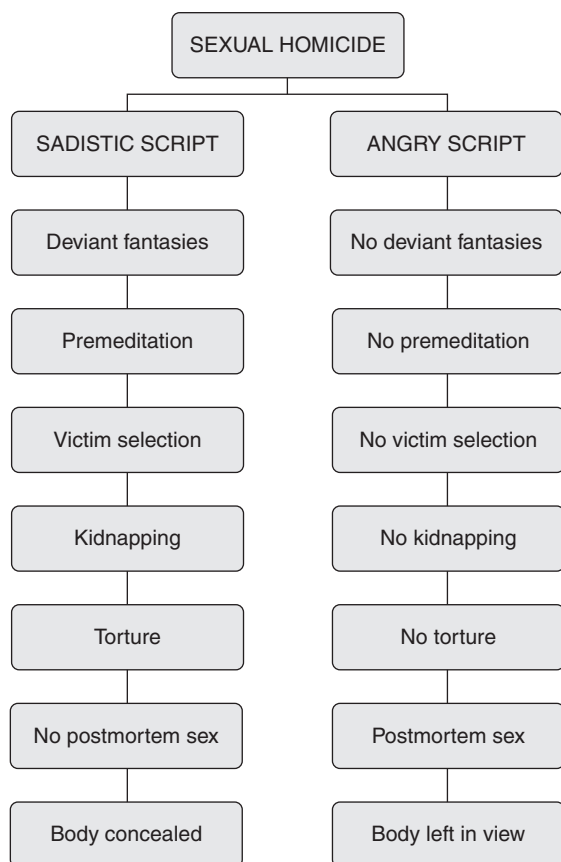 SEXUAL HOMICIDE
SADISTIC SCRIPT
ANGRY SCRIPT
Deviant fantasies
No deviant fantasies
Premeditation
No premeditation
Victim selection
No victim selection
Kidnapping
No kidnapping
Torture
No torture
No postmortem sex
Postmortem sex
Body concealed
Body left in view